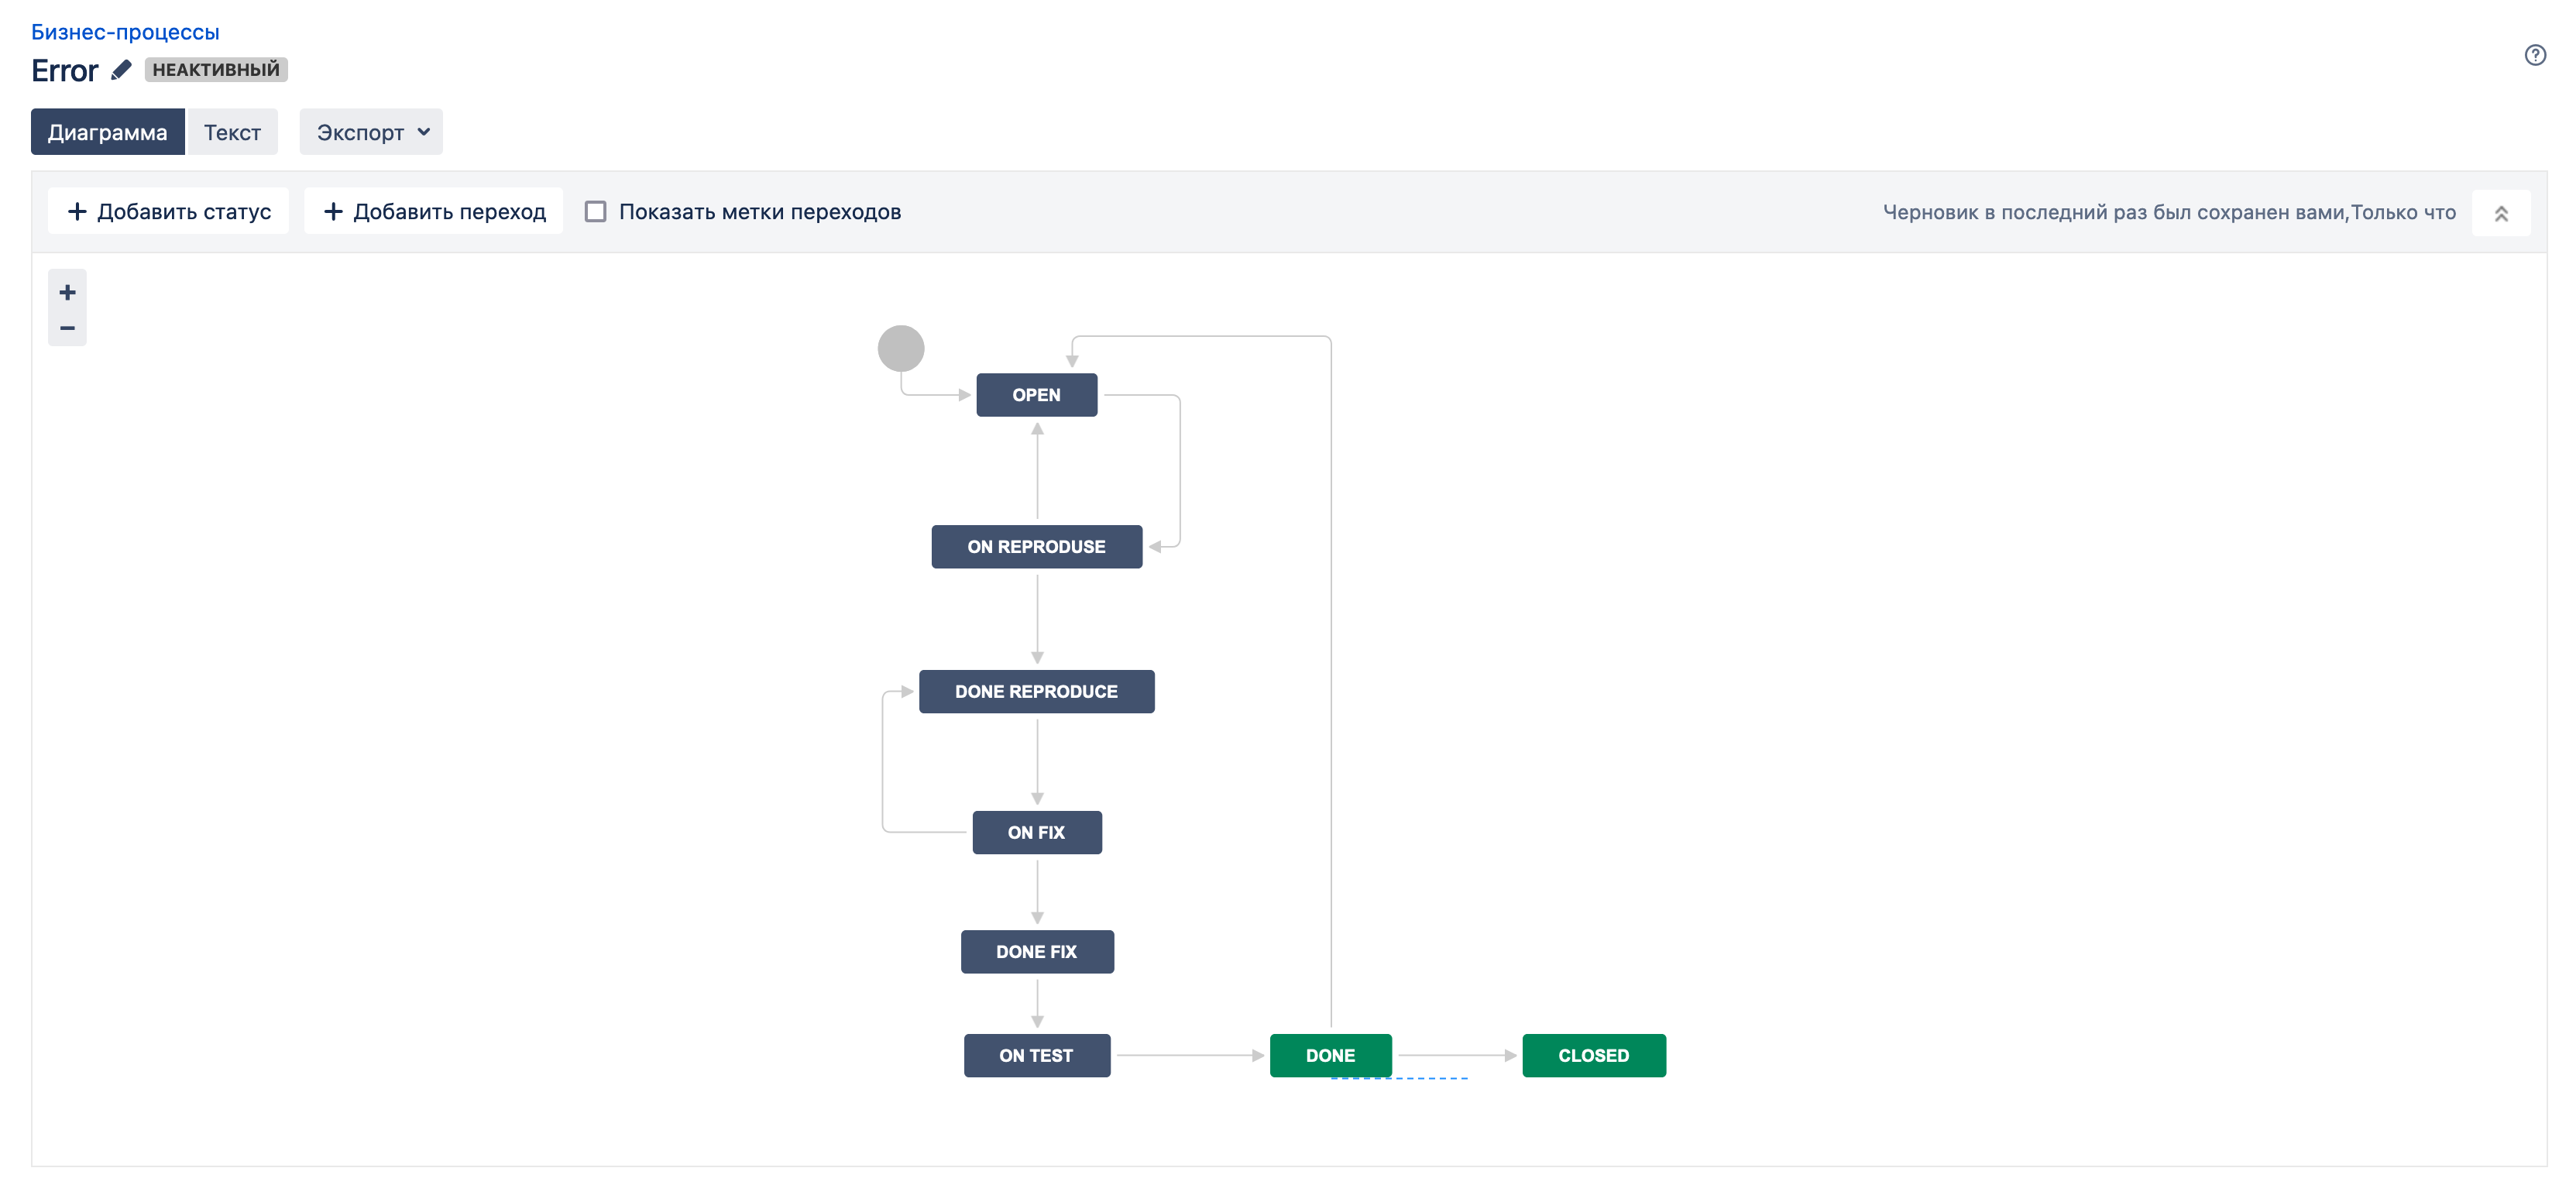 Бизнес-процессы
Error НЕАКТИВНЫЙ
Диаграмма Текст Экспорт
Добавить статус Добавить переход Показать метки переходов Черновик в последний раз был сохранен вами,Только что
OPEN
ON REPRODUSE
DONE REPRODUCE
ON FIX
DONE FIX
ON TEST DONE CLOSED